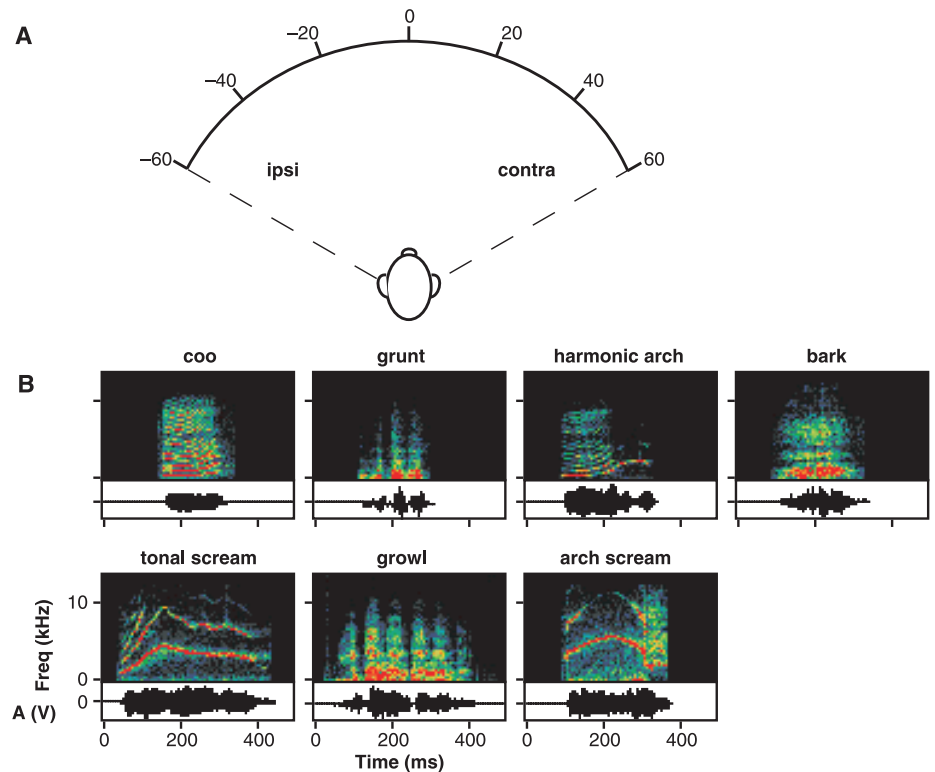 A
0
−20 20
−40 40
−60 60
ipsi contra
B
coo grunt harmonic arch bark
tonal scream growl arch scream
10
Freq (kHz)
0
0
A (V)
0 200 400 0 200 400 0 200 400
Time (ms)